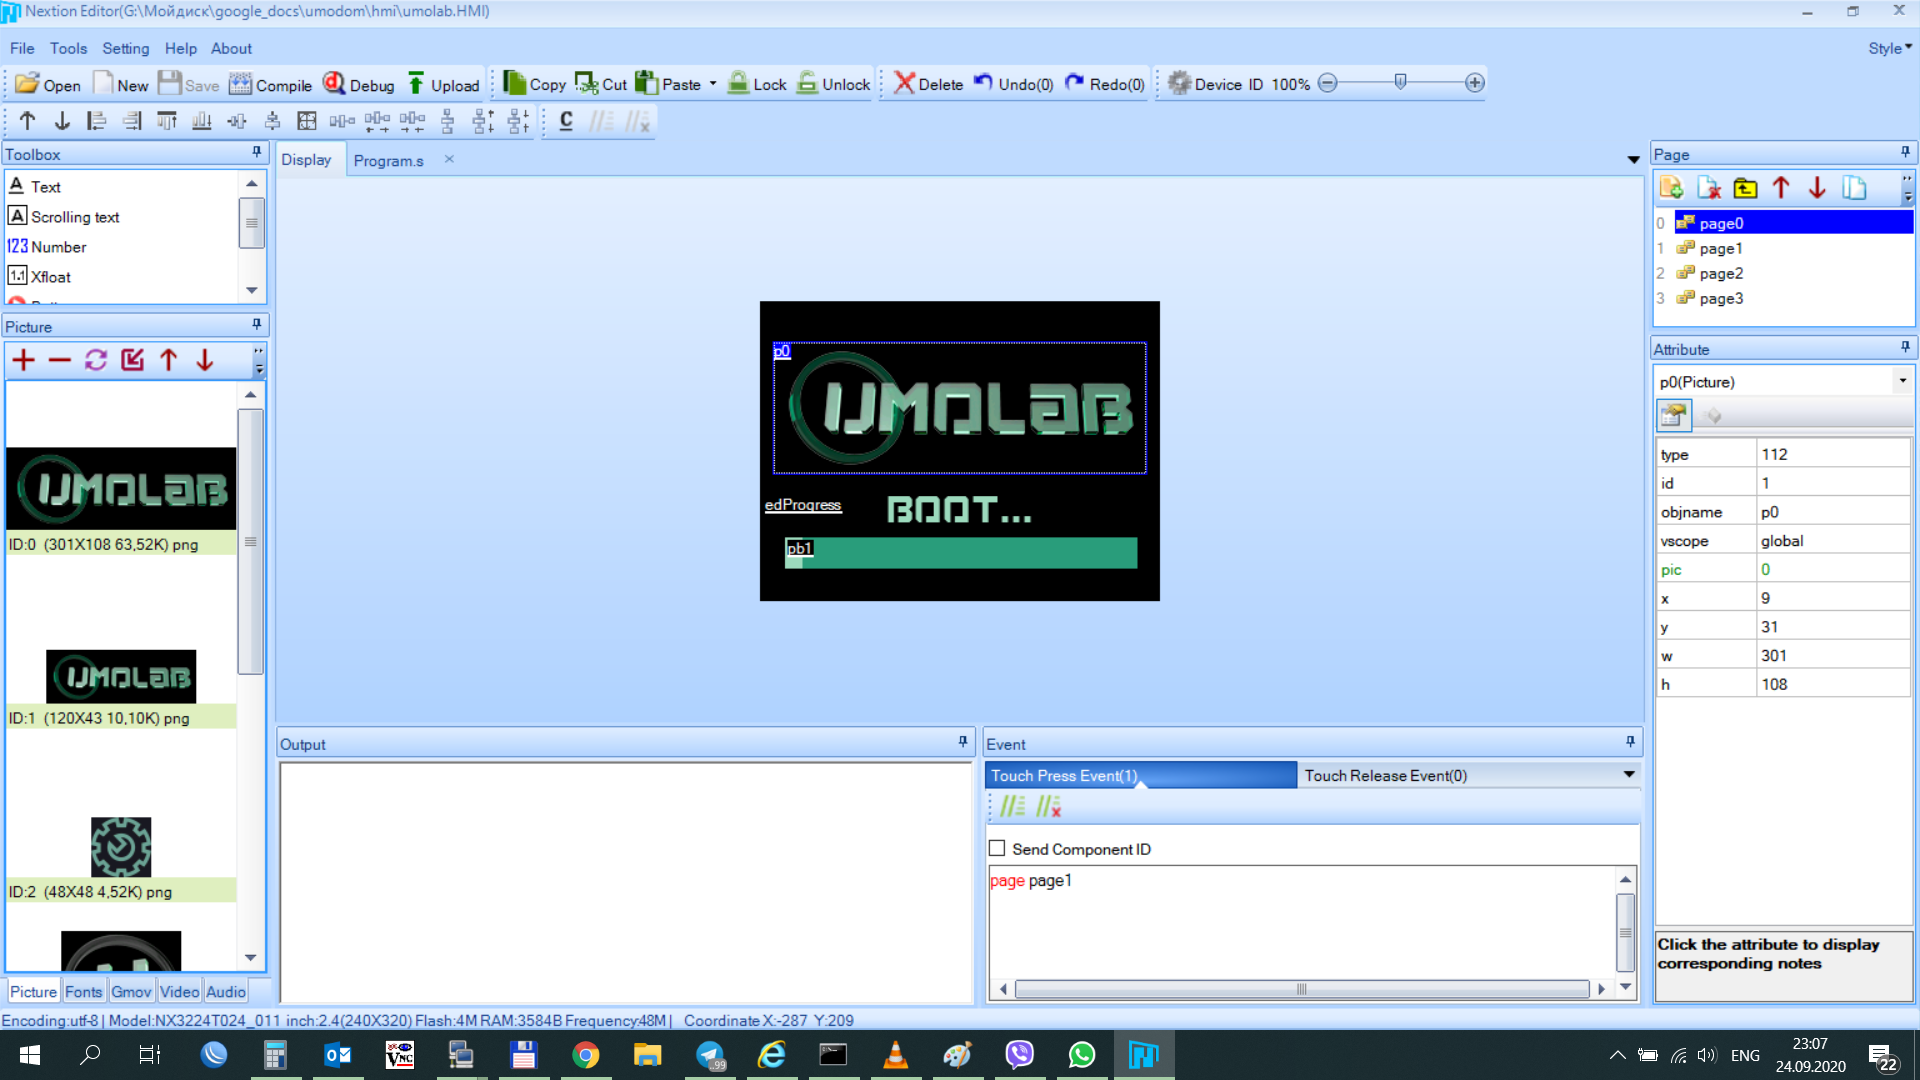 Nextion Editor(G:\Мойдиск\google_docs\umodom\hmi\umolab.HMI)
File Tools Setting Help About
Style
Open New Save Compile Debug Upload Copy Cut Paste Lock Unlock Delete Undo(0) Redo(0) Device ID 100%
Toolbox
Display Program.s
Page
A Text
A Scrolling text
123 Number
1.1 Xfloat
0 page0
1 page1
2 page2
3 page3
Picture
UMOLAB
ID:0 (301X108 63,52K) png
UMOLAB
ID:1 (120X43 10,10K) png
ID:2 (48X48 4,52K) png
Picture Fonts Gmov Video Audio
p0
UMOLAB
edProgress
BOOT...
pb1
Attribute
p0(Picture)
type 112
id 1
objname p0
vscope global
pic 0
x 9
y 31
w 301
h 108
Click the attribute to display
corresponding notes
Output
Event
Touch Press Event(1) Touch Release Event(0)
Send Component ID
page page1
Encoding:utf-8 | Model:NX3224T024_011 inch:2.4(240X320) Flash:4M RAM:3584B Frequency:48M | Coordinate X:-287 Y:209
VNC
99
ENG
23:07
24.09.2020
22